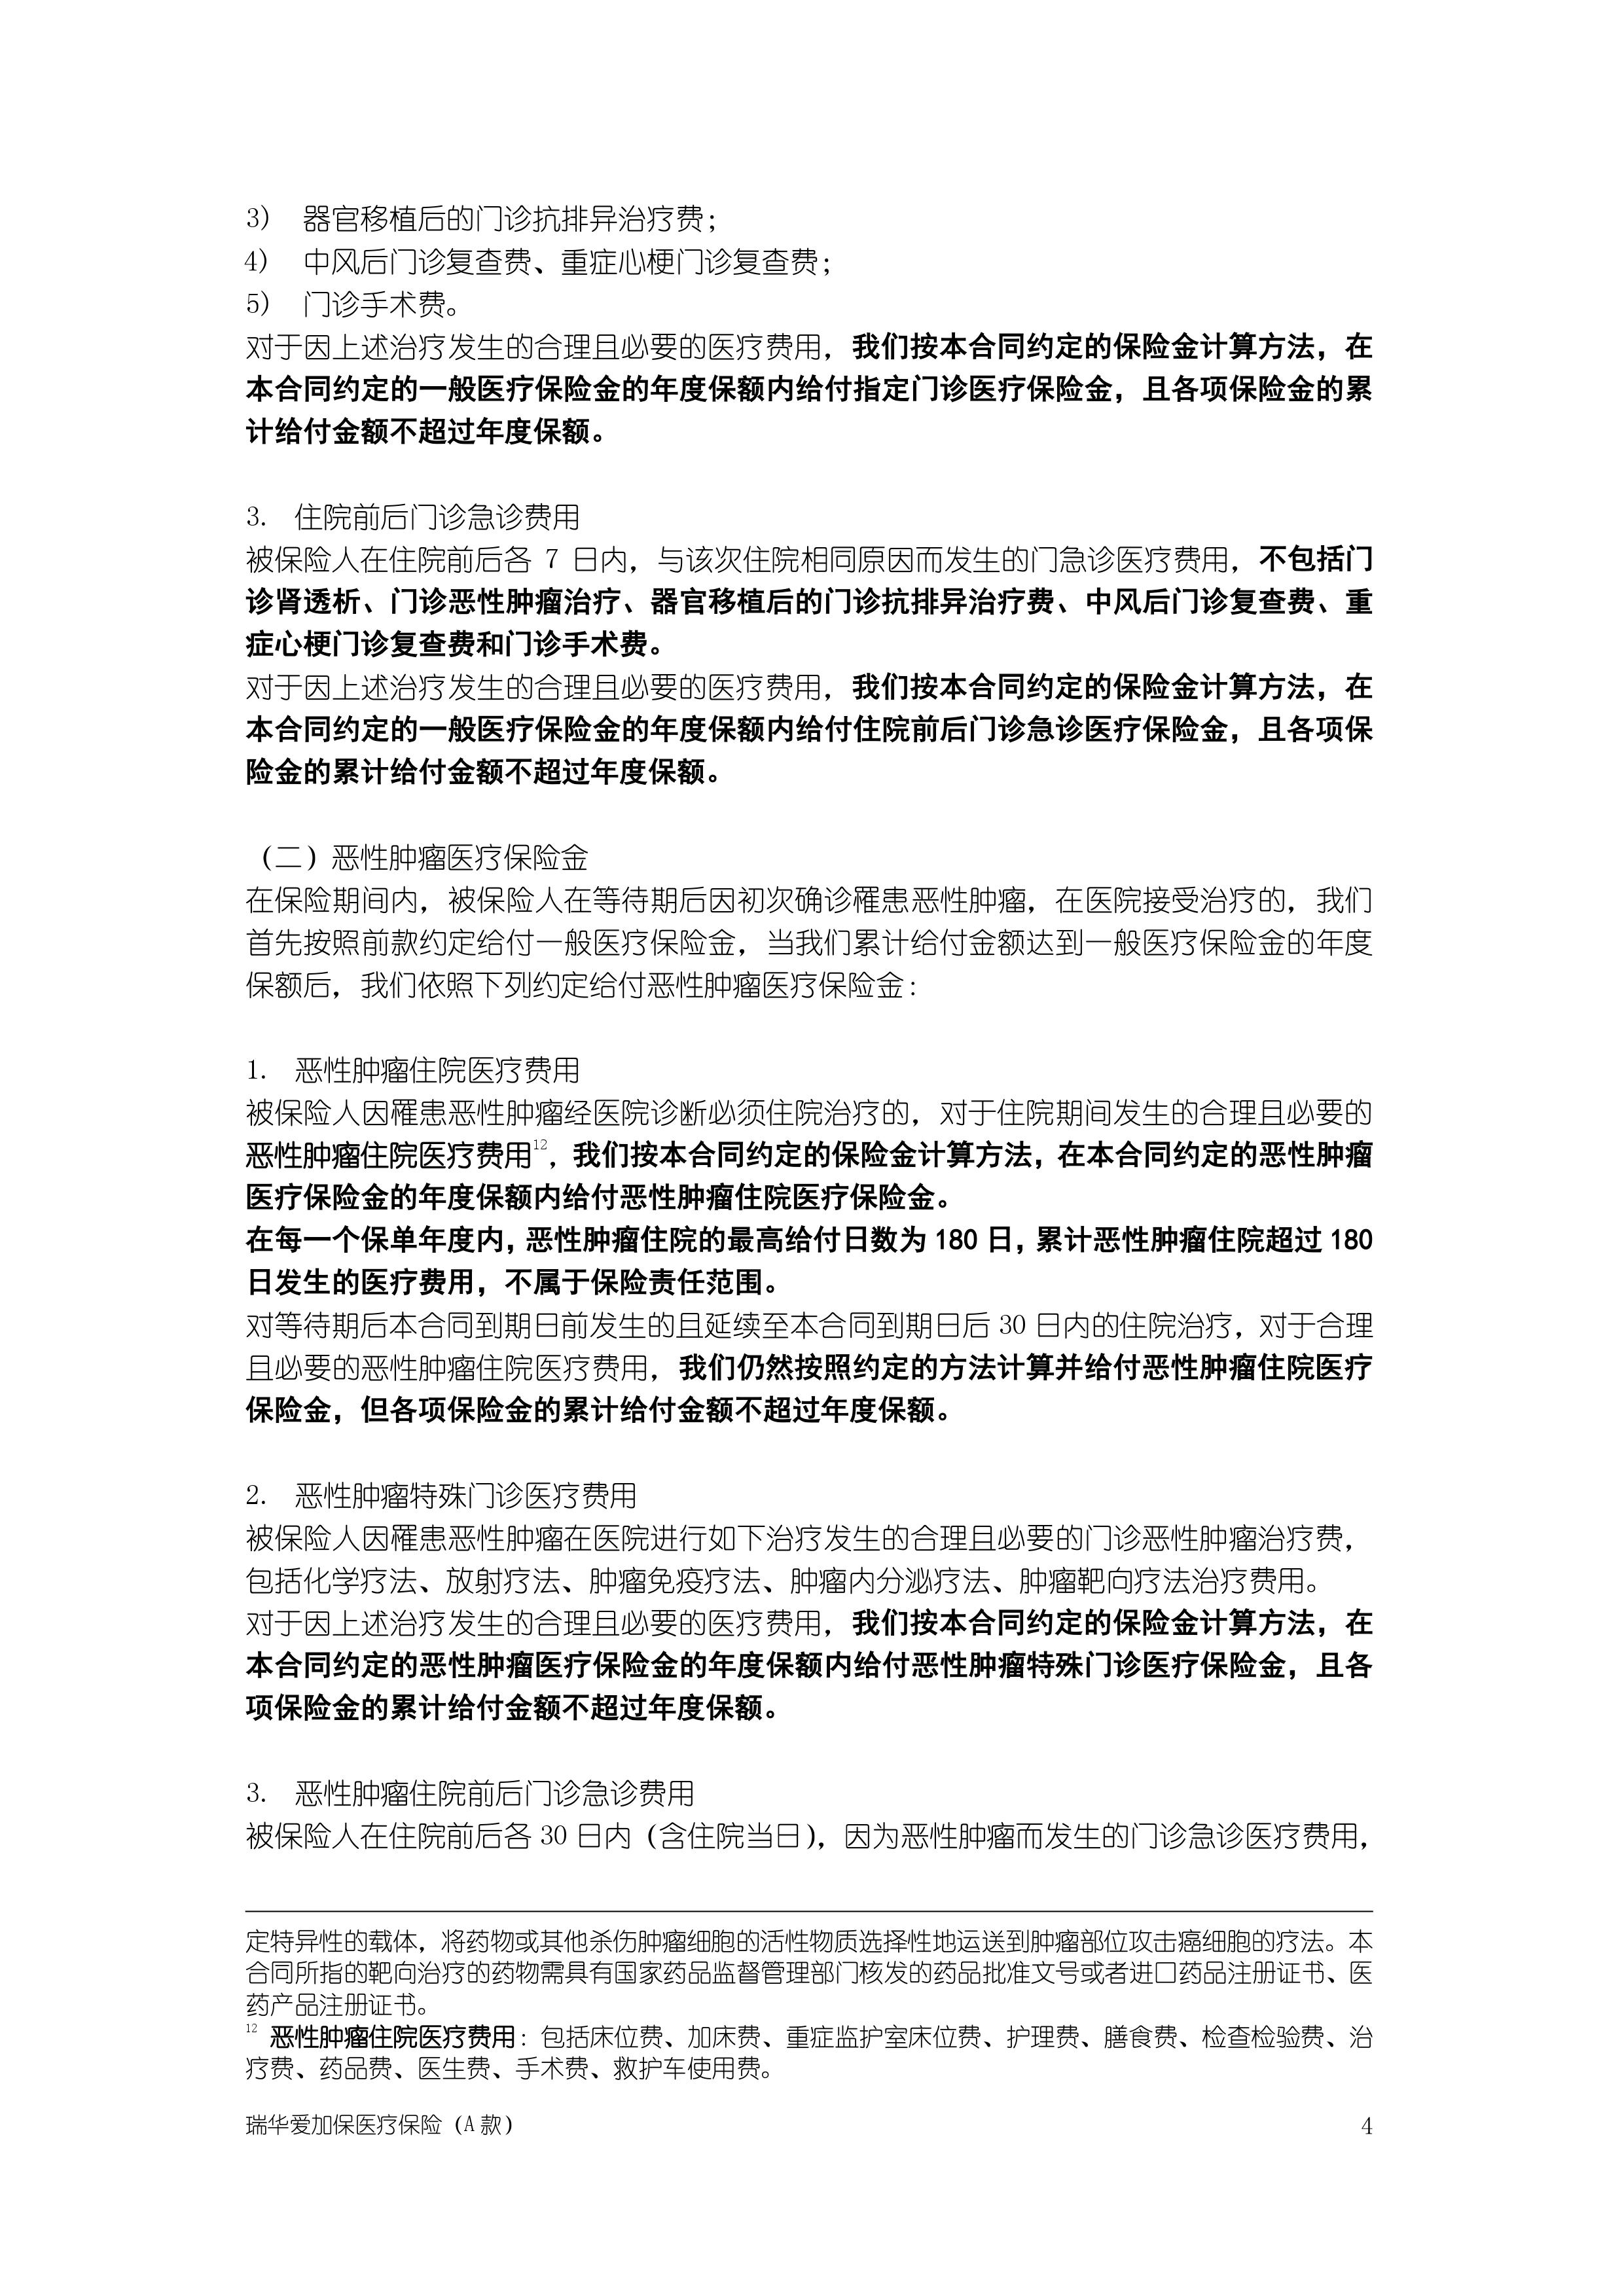 3） 器官移植后的门诊抗排异治疗费；
4） 中风后门诊复查费、重症心梗门诊复查费；
5） 门诊手术费。
对于因上述治疗发生的合理且必要的医疗费用，我们按本合同约定的保险金计算方法，在
本合同约定的一般医疗保险金的年度保额内给付指定门诊医疗保险金，且各项保险金的累
计给付金额不超过年度保额。
3. 住院前后门诊急诊费用
被保险人在住院前后各 7 日内，与该次住院相同原因而发生的门急诊医疗费用，不包括门
诊肾透析、门诊恶性肿瘤治疗、器官移植后的门诊抗排异治疗费、中风后门诊复查费、重
症心梗门诊复查费和门诊手术费。
对于因上述治疗发生的合理且必要的医疗费用，我们按本合同约定的保险金计算方法，在
本合同约定的一般医疗保险金的年度保额内给付住院前后门诊急诊医疗保险金，且各项保
险金的累计给付金额不超过年度保额。
（二）恶性肿瘤医疗保险金
在保险期间内，被保险人在等待期后因初次确诊罹患恶性肿瘤，在医院接受治疗的，我们
首先按照前款约定给付一般医疗保险金，当我们累计给付金额达到一般医疗保险金的年度
保额后，我们依照下列约定给付恶性肿瘤医疗保险金：
1. 恶性肿瘤住院医疗费用
被保险人因罹患恶性肿瘤经医院诊断必须住院治疗的，对于住院期间发生的合理且必要的
恶性肿瘤住院医疗费用12，我们按本合同约定的保险金计算方法，在本合同约定的恶性肿瘤
医疗保险金的年度保额内给付恶性肿瘤住院医疗保险金。
在每一个保单年度内，恶性肿瘤住院的最高给付日数为 180 日，累计恶性肿瘤住院超过 180
日发生的医疗费用，不属于保险责任范围。
对等待期后本合同到期日前发生的且延续至本合同到期日后 30 日内的住院治疗，对于合理
且必要的恶性肿瘤住院医疗费用，我们仍然按照约定的方法计算并给付恶性肿瘤住院医疗
保险金，但各项保险金的累计给付金额不超过年度保额。
2. 恶性肿瘤特殊门诊医疗费用
被保险人因罹患恶性肿瘤在医院进行如下治疗发生的合理且必要的门诊恶性肿瘤治疗费，
包括化学疗法、放射疗法、肿瘤免疫疗法、肿瘤内分泌疗法、肿瘤靶向疗法治疗费用。
对于因上述治疗发生的合理且必要的医疗费用，我们按本合同约定的保险金计算方法，在
本合同约定的恶性肿瘤医疗保险金的年度保额内给付恶性肿瘤特殊门诊医疗保险金，且各
项保险金的累计给付金额不超过年度保额。
3. 恶性肿瘤住院前后门诊急诊费用
被保险人在住院前后各 30 日内（含住院当日），因为恶性肿瘤而发生的门诊急诊医疗费用，
定特异性的载体，将药物或其他杀伤肿瘤细胞的活性物质选择性地运送到肿瘤部位攻击癌细胞的疗法。本
合同所指的靶向治疗的药物需具有国家药品监督管理部门核发的药品批准文号或者进口药品注册证书、医
药产品注册证书。
12 恶性肿瘤住院医疗费用：包括床位费、加床费、重症监护室床位费、护理费、膳食费、检查检验费、治
疗费、药品费、医生费、手术费、救护车使用费。
瑞华爱加保医疗保险（A 款） 4